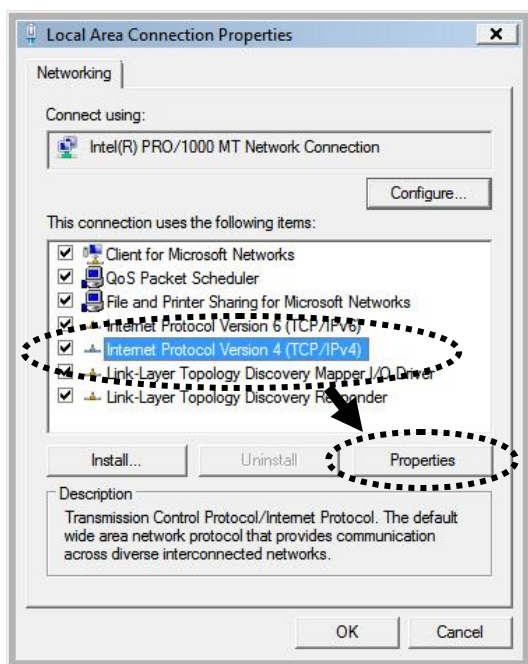 Local Area Connection Properties
Networking
Connect using:
Intel(R) PRO/1000 MT Network Connection
Configure...
This connection uses the following items:
Client for Microsoft Networks
QoS Packet Scheduler
File and Printer Sharing for Microsoft Networks
Internet Protocol Version 6 (TCP/IPv6)
Internet Protocol Version 4 (TCP/IPv4)
Link-Layer Topology Discovery Mapper I/O Driver
Link-Layer Topology Discovery Responder
Install... Uninstall Properties
Description
Transmission Control Protocol/Internet Protocol. The default
wide area network protocol that provides communication
across diverse interconnected networks.
OK Cancel